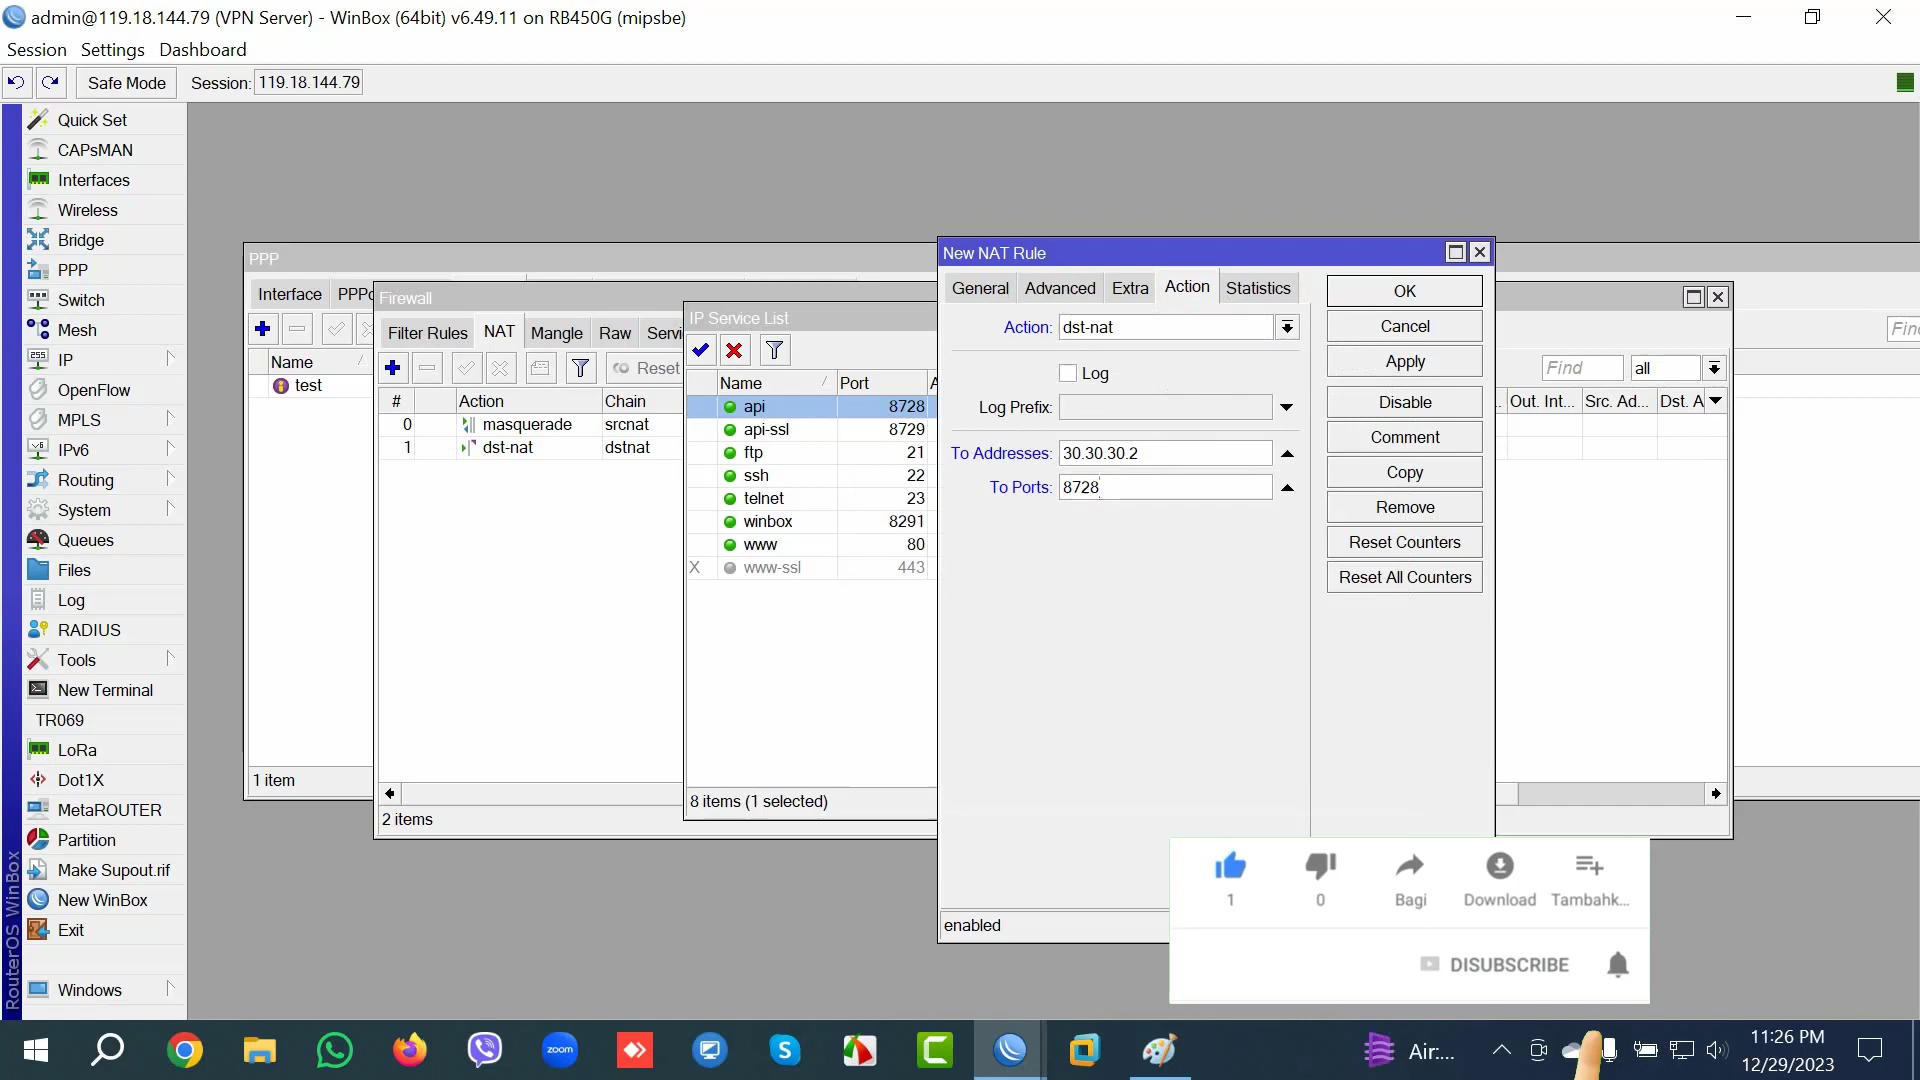 admin@119.18.144.79 (VPN Server) - WinBox (64bit) v6.49.11 on RB450G (mipsbe)
Session Settings Dashboard
Safe Mode Session: 119.18.144.79
Quick Set
CAPsMAN
Interfaces
Wireless
Bridge
PPP
Switch
Mesh
IP
OpenFlow
MPLS
IPv6
Routing
System
Queues
Files
Log
RADIUS
Tools
New Terminal
TR069
LoRa
Dot1X
MetaROUTER
Partition
Make Supout.rif
New WinBox
Exit
Windows
RouterOS WinBox
PPP
Interface PPPo
Name
test
1 item
Firewall
Filter Rules NAT Mangle Raw Servi
Reset
# Action Chain
0 masquerade srcnat
1 dst-nat dstnat
2 items
IP Service List
Name Port A
api 8728
api-ssl 8729
ftp 21
ssh 22
telnet 23
winbox 8291
www 80
X www-ssl 443
8 items (1 selected)
New NAT Rule
General Advanced Extra Action Statistics
Action: dst-nat
Log
Log Prefix:
To Addresses: 30.30.30.2
To Ports: 8728
enabled
OK
Cancel
Apply
Disable
Comment
Copy
Remove
Reset Counters
Reset All Counters
Find all
Out. Int... Src. Ad... Dst. A
Find
1 0 Bagi Download Tambahk...
DISUBSCRIBE
zoom
Air:...
11:26 PM
12/29/2023